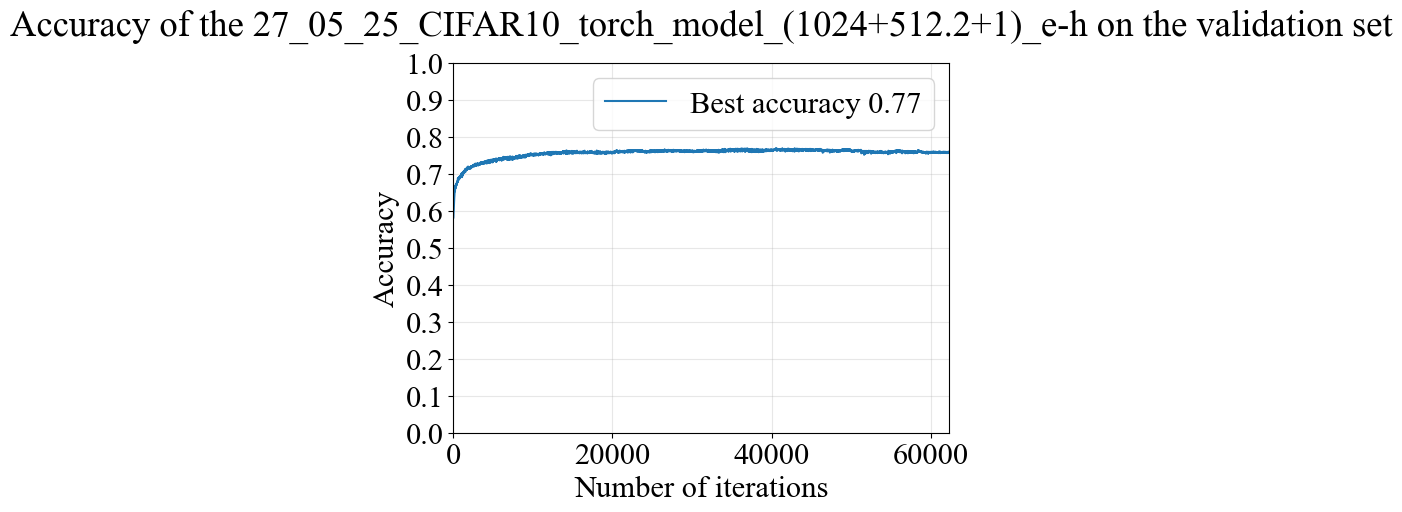 Accuracy of the 27_05_25_CIFAR10_torch_model_(1024+512.2+1)_e-h on the validation set
Best accuracy 0.77
1.0
0.9
0.8
0.7
0.6
0.5
0.4
0.3
0.2
0.1
0.0
Accuracy
0 20000 40000 60000
Number of iterations